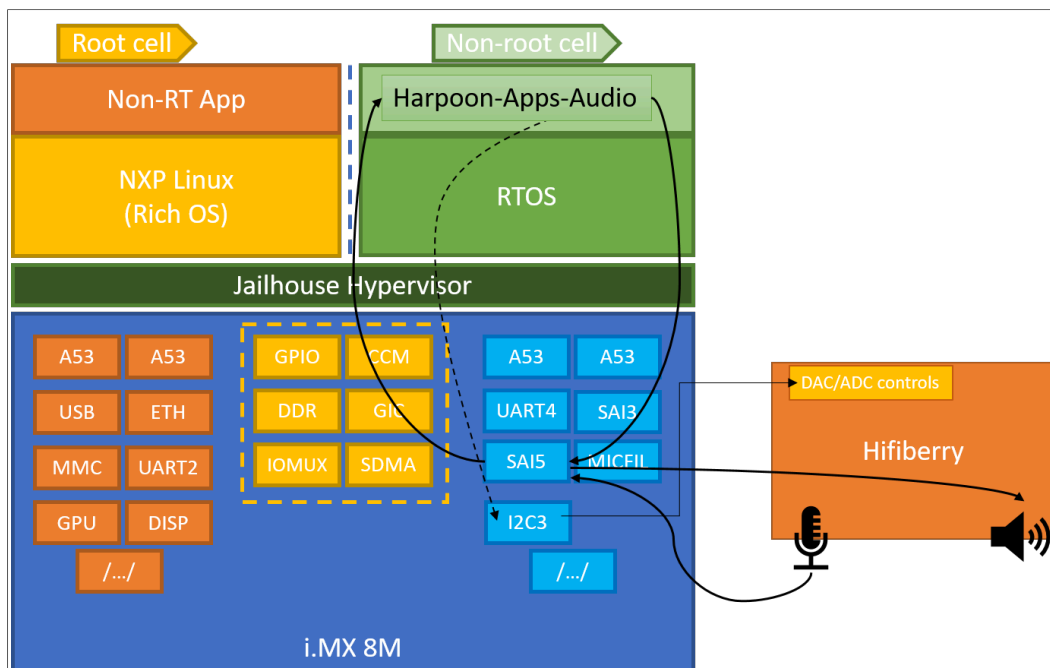 Root cell
Non-root cell
Non-RT App
Harpoon-Apps-Audio
NXP Linux
(Rich OS)
RTOS
Jailhouse Hypervisor
A53
A53
GPIO
CCM
A53
A53
USB
ETH
DDR
GIC
UART4
SAI3
MMC
UART2
IOMUX
SDMA
SAI5
MICFIL
GPU
DISP
I2C3
/.../
/.../
i.MX 8M
DAC/ADC controls
Hifiberry